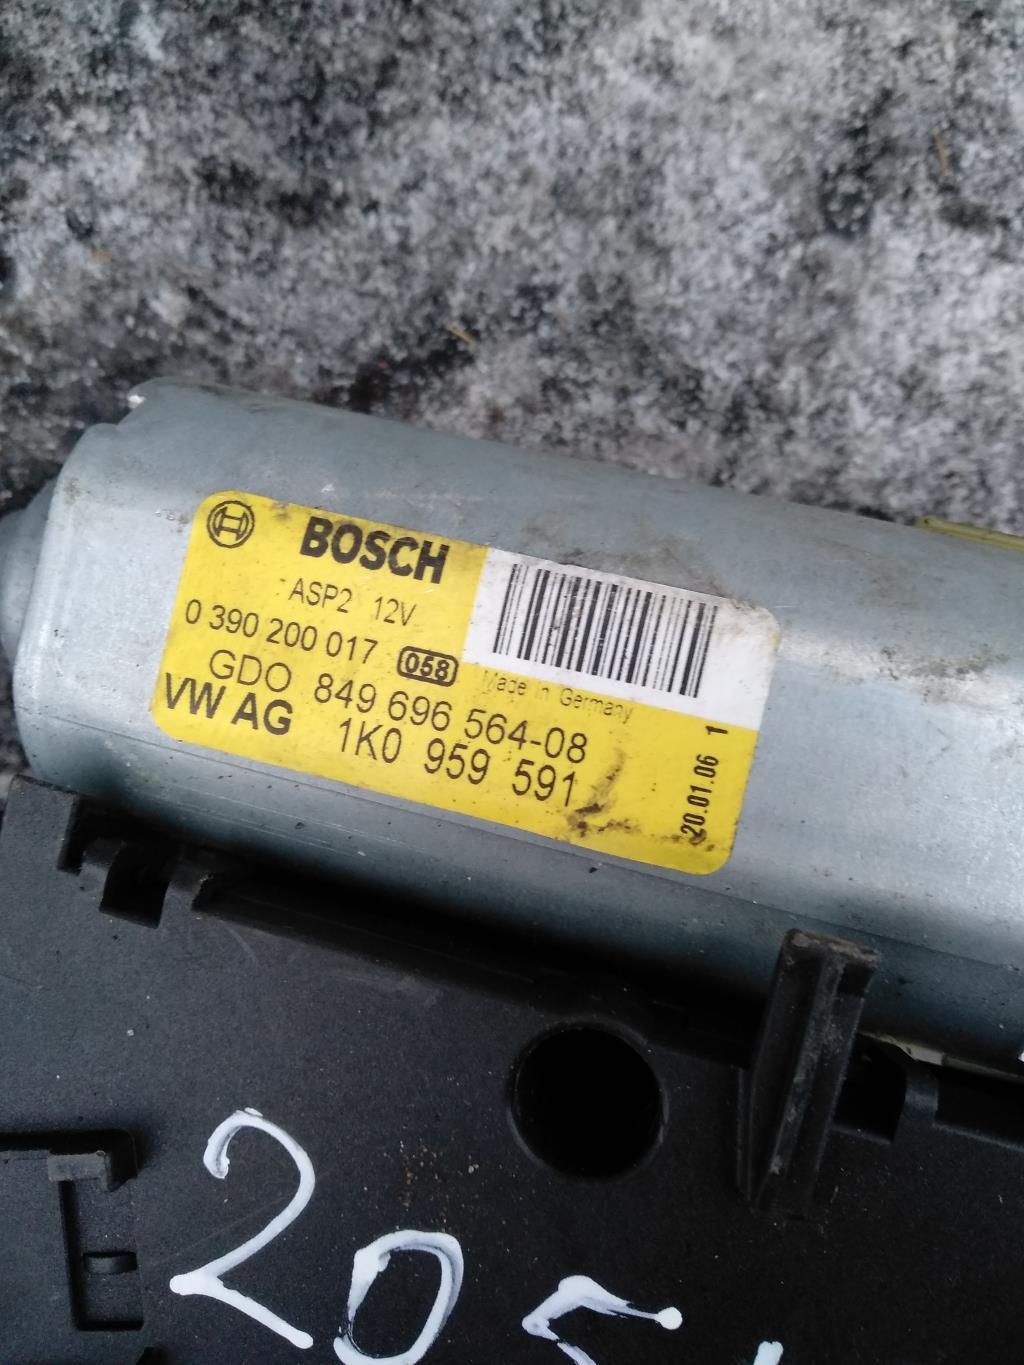 BOSCH
ASP2 12V
0 390 200 017 058
Made in Germany
GDO 849 696 564-08
VW AG 1K0 959 591
20.01.06 1
205